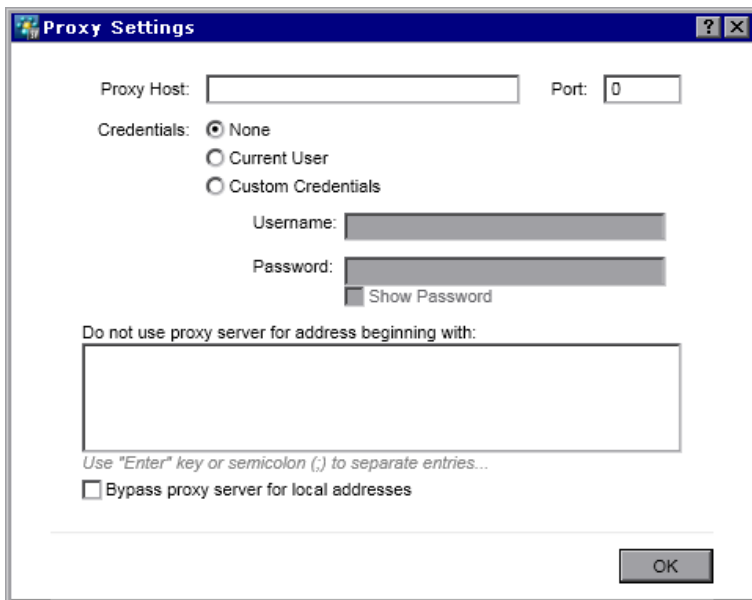 Proxy Settings
Proxy Host: Port: 0
Credentials: None
Current User
Custom Credentials
Username:
Password:
Show Password
Do not use proxy server for address beginning with:
Use "Enter" key or semicolon (;) to separate entries...
Bypass proxy server for local addresses
OK